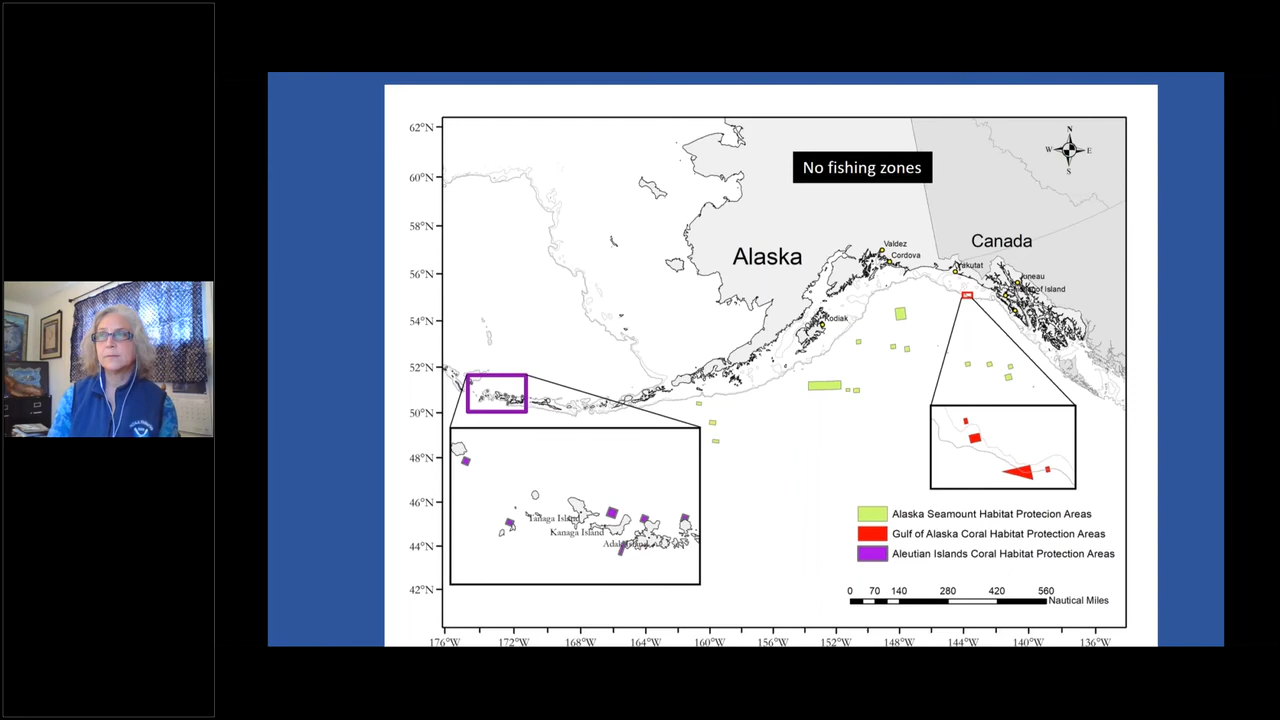 No fishing zones
Alaska
Canada
Valdez
Cordova
Yakutat
Juneau
Kodiak
62°N
60°N
58°N
56°N
54°N
52°N
50°N
48°N
46°N
44°N
42°N
N
W E
S
Island
Kanaga Island
Alaska Seamount Habitat Protecion Areas
Gulf of Alaska Coral Habitat Protection Areas
Aleutian Islands Coral Habitat Protection Areas
0 70 140 280 420 560
Nautical Miles
176°W 172°W 168°W 164°W 160°W 156°W 152°W 148°W 144°W 140°W 136°W